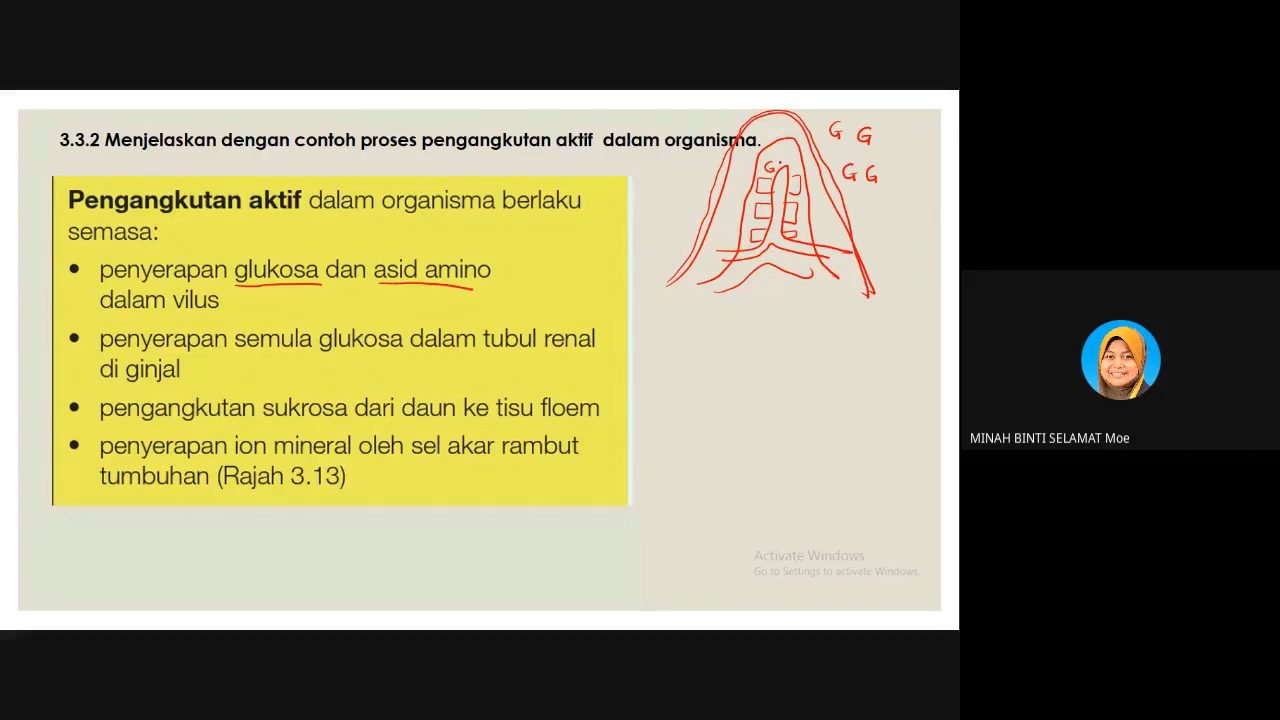 3.3.2 Menjelaskan dengan contoh proses pengangkutan aktif dalam organisma.
G G
G G
G
Pengangkutan aktif dalam organisma berlaku
semasa:
• penyerapan glukosa dan asid amino
dalam vilus
• penyerapan semula glukosa dalam tubul renal
di ginjal
• pengangkutan sukrosa dari daun ke tisu floem
• penyerapan ion mineral oleh sel akar rambut
tumbuhan (Rajah 3.13)
MINAH BINTI SELAMAT Moe
Activate Windows
Go to Settings to activate Windows.